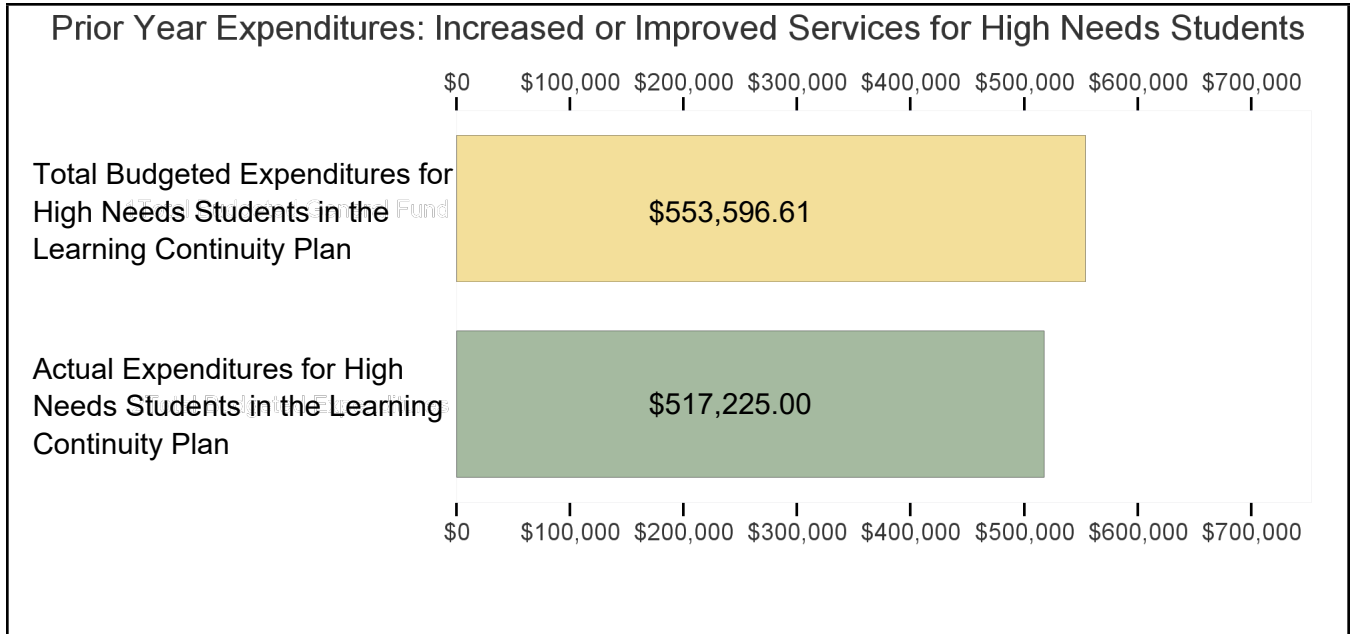 Prior Year Expenditures: Increased or Improved Services for High Needs Students
$0 $100,000 $200,000 $300,000 $400,000 $500,000 $600,000 $700,000
Total Budgeted Expenditures for
High Needs Students in the
Learning Continuity Plan
$553,596.61
Actual Expenditures for High
Needs Students in the Learning
Continuity Plan
$517,225.00
$0 $100,000 $200,000 $300,000 $400,000 $500,000 $600,000 $700,000